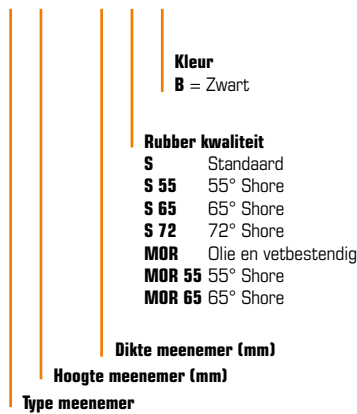 Kleur
B = Zwart
Rubber kwaliteit
S Standaard
S 55 55° Shore
S 65 65° Shore
S 72 72° Shore
MOR Olie en vetbestendig
MOR 55 55° Shore
MOR 65 65° Shore
Dikte meenemer (mm)
Hoogte meenemer (mm)
Type meenemer